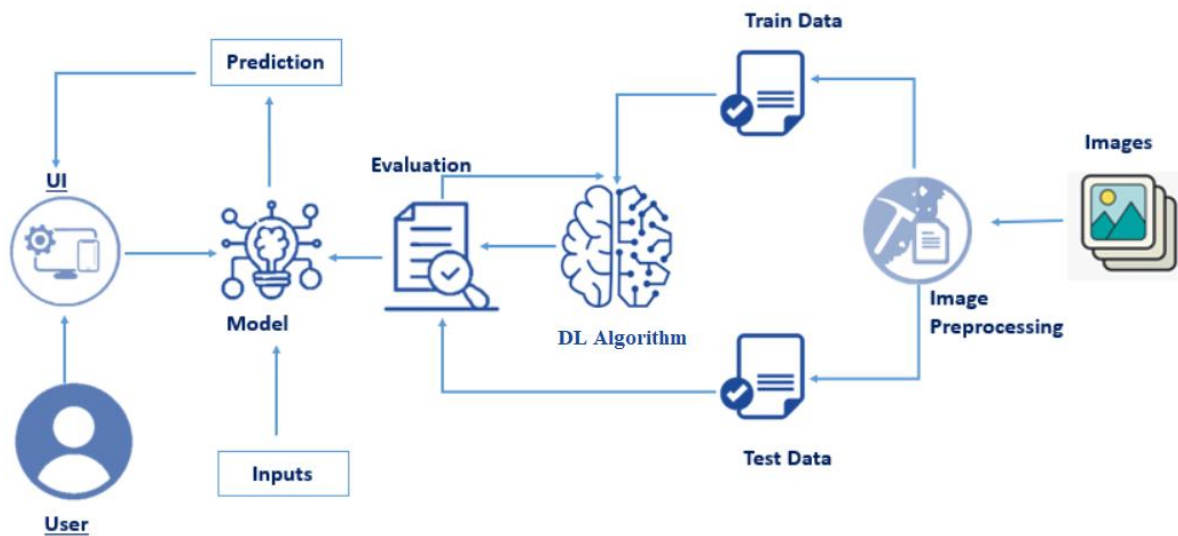 Train Data
Prediction
Images
Evaluation
UI
Image
Preprocessing
Model
DL Algorithm
Test Data
Inputs
User